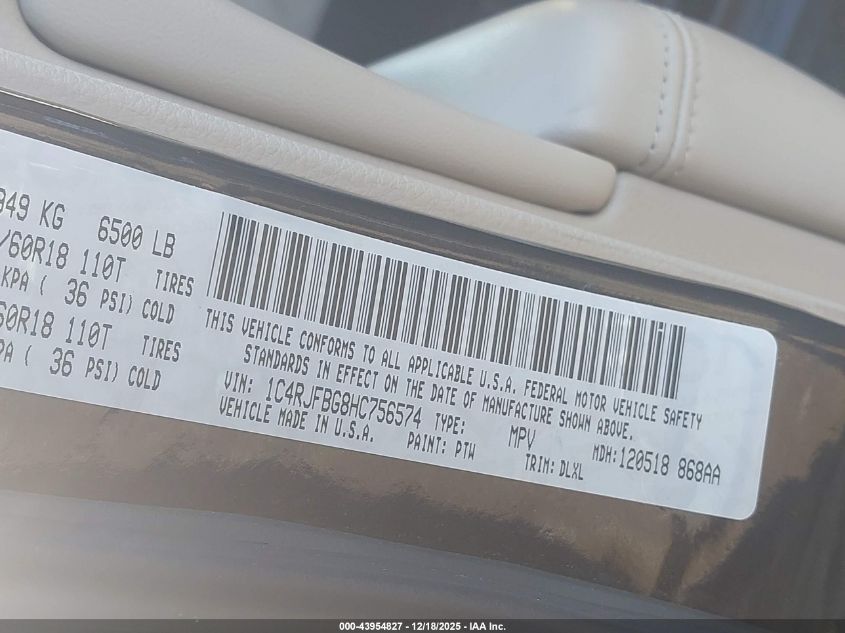 949 KG 6500 LB
/60R18 110T TIRES
KPA ( 36 PSI) COLD
60R18 110T TIRES
PA ( 36 PSI) COLD
THIS VEHICLE CONFORMS TO ALL APPLICABLE U.S.A. FEDERAL MOTOR VEHICLE SAFETY
STANDARDS IN EFFECT ON THE DATE OF MANUFACTURE SHOWN ABOVE.
VIN: 1C4RJFBG8HC756574 TYPE: MPV MDH:120518 868AA
VEHICLE MADE IN U.S.A. PAINT: PTW TRIM: DLXL
000-43954827 - 12/18/2025 - IAA Inc.